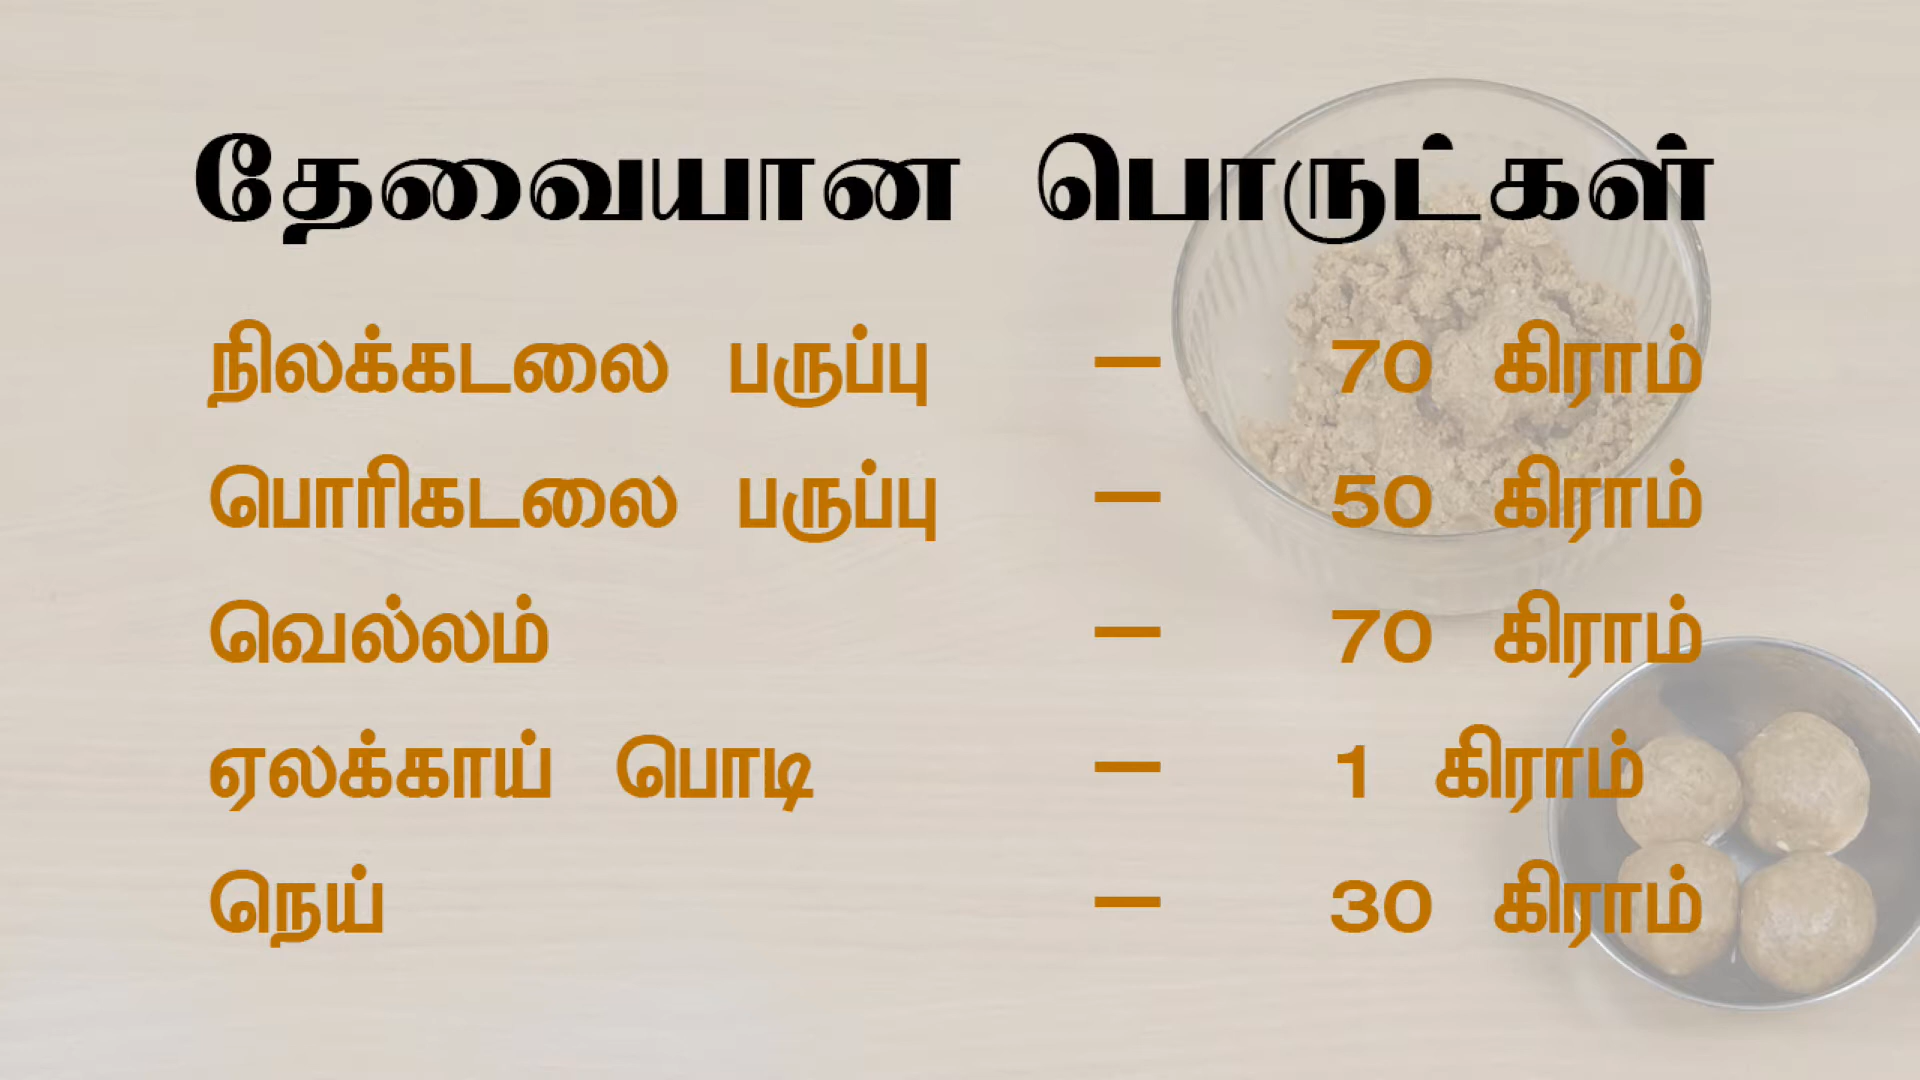 தேவையான பொருட்கள்
நிலக்கடலை பருப்பு – 70 கிராம்
பொரிகடலை பருப்பு – 50 கிராம்
வெல்லம் – 70 கிராம்
ஏலக்காய் பொடி – 1 கிராம்
நெய் – 30 கிராம்